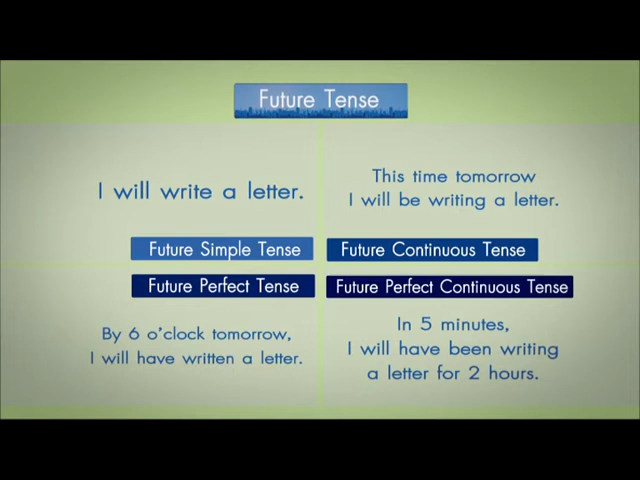 Future Tense
I will write a letter.
This time tomorrow
I will be writing a letter.
Future Simple Tense
Future Continuous Tense
Future Perfect Tense
Future Perfect Continuous Tense
By 6 o'clock tomorrow,
I will have written a letter.
In 5 minutes,
I will have been writing
a letter for 2 hours.